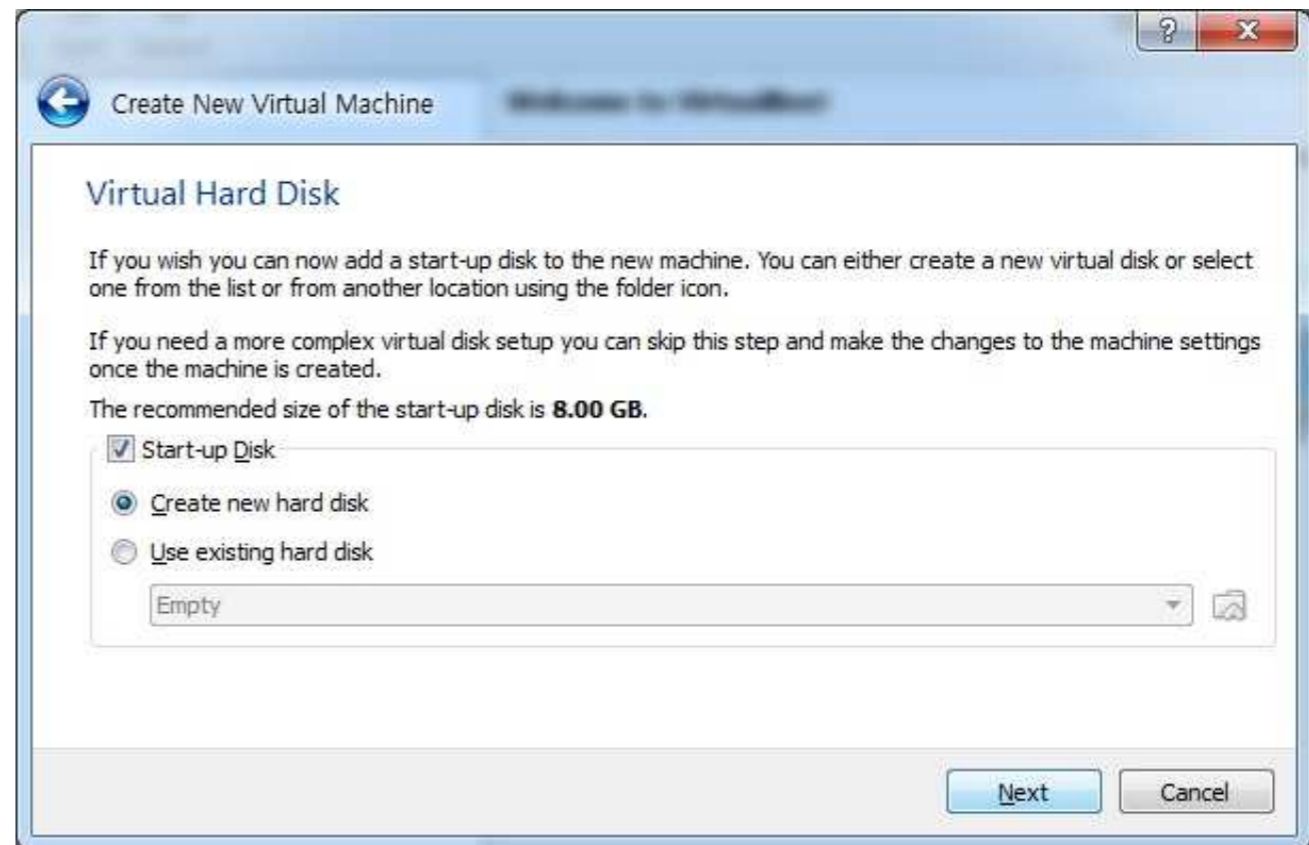 Create New Virtual Machine
Welcome to VirtualBox!
Virtual Hard Disk
If you wish you can now add a start-up disk to the new machine. You can either create a new virtual disk or select
one from the list or from another location using the folder icon.
If you need a more complex virtual disk setup you can skip this step and make the changes to the machine settings
once the machine is created.
The recommended size of the start-up disk is 8.00 GB.
Start-up Disk
Create new hard disk
Use existing hard disk
Empty
Next
Cancel